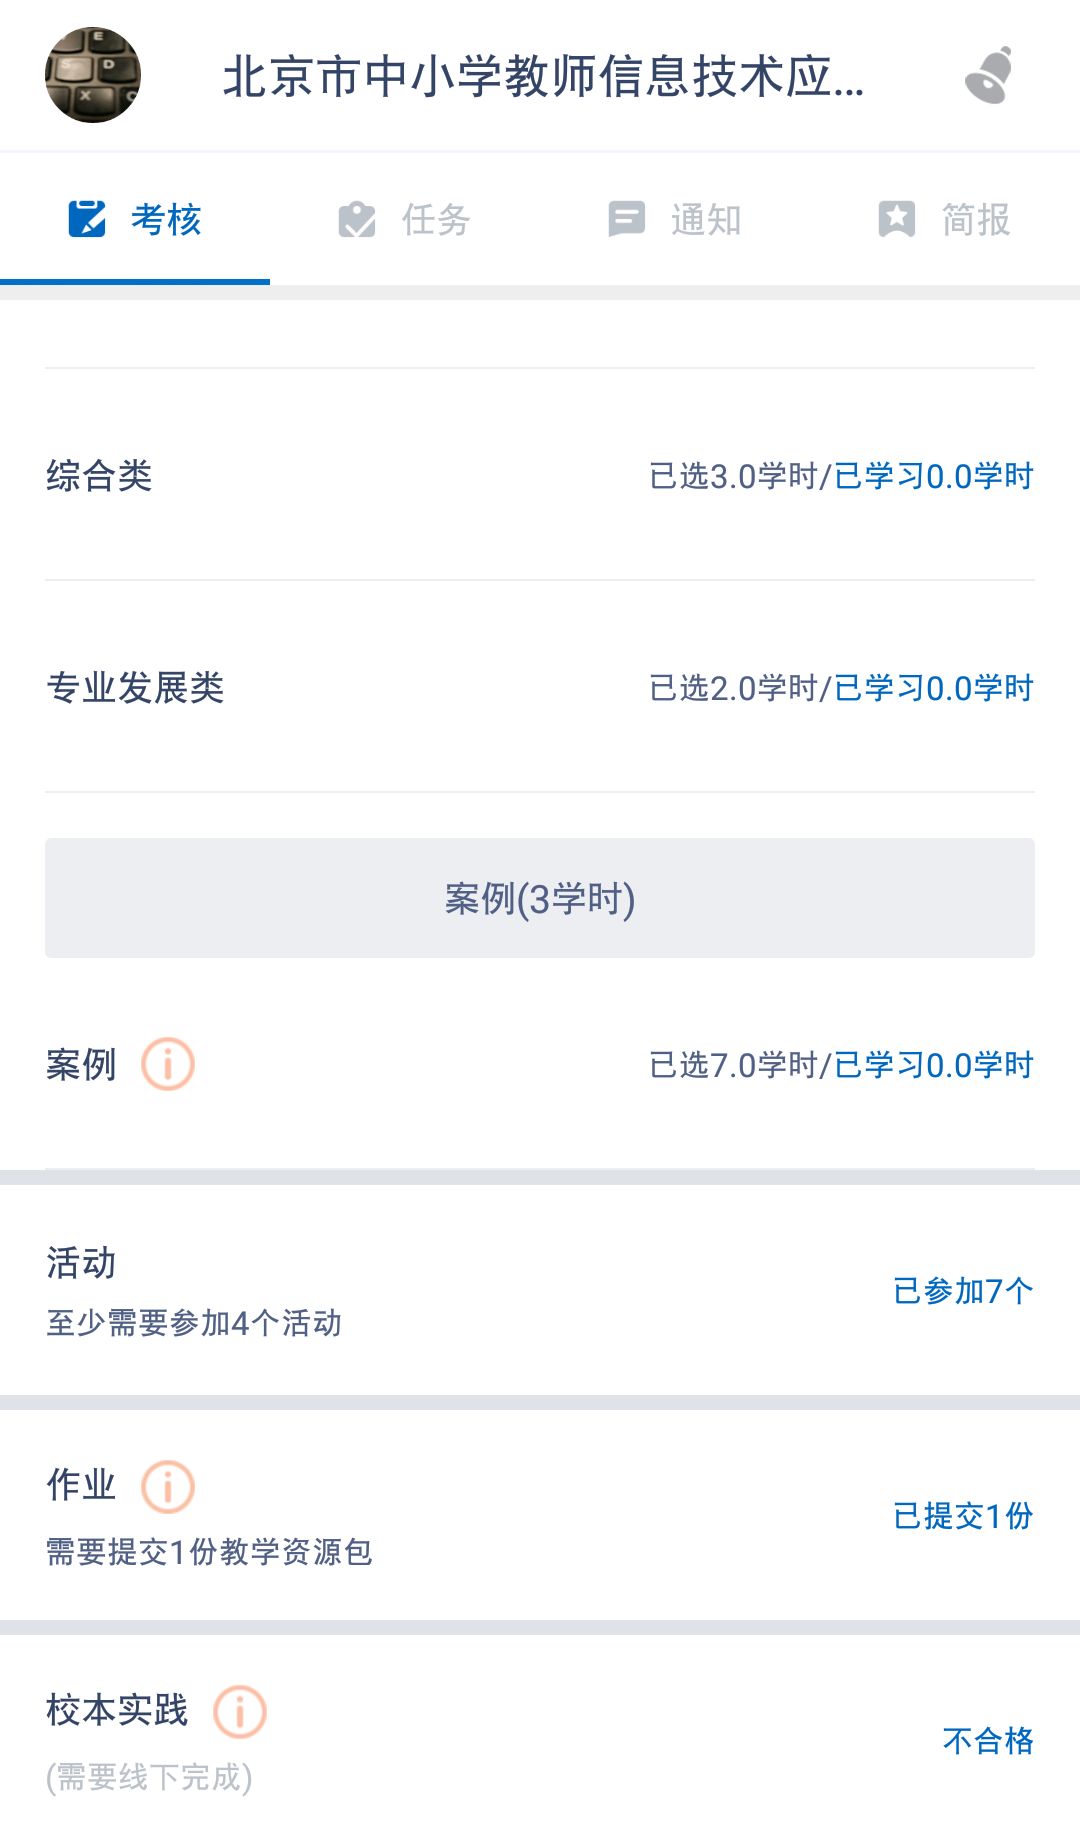 北京市中小学教师信息技术应...
考核 任务 通知 简报
综合类 已选3.0学时/已学习0.0学时
专业发展类 已选2.0学时/已学习0.0学时
案例(3学时)
案例 已选7.0学时/已学习0.0学时
活动
已参加7个
至少需要参加4个活动
作业
已提交1份
需要提交1份教学资源包
校本实践
不合格
(需要线下完成)